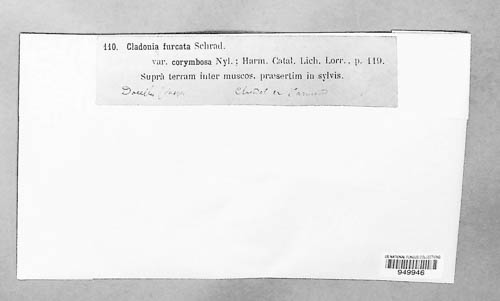 110. Cladonia furcata Schrad.
var. corymbosa Nyl.; Harm. Catal. Lich. Lorr., p. 119.
Suprà terram inter muscos, præsertim in sylvis.
US NATIONAL FUNGUS COLLECTIONS
949946